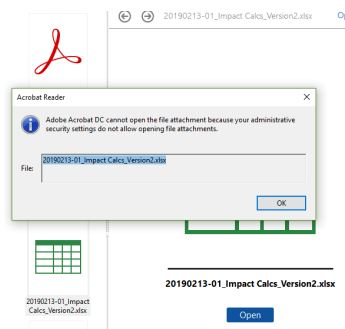 20190213-01_Impact Calcs_Version2.xlsx
Acrobat Reader
Adobe Acrobat DC cannot open the file attachment because your administrative
security settings do not allow opening file attachments.
File:
20190213-01_Impact Calcs_Version2.xlsx
OK
20190213-01_Impact
Calcs_Version2.xlsx
20190213-01_Impact Calcs_Version2.xlsx
Open